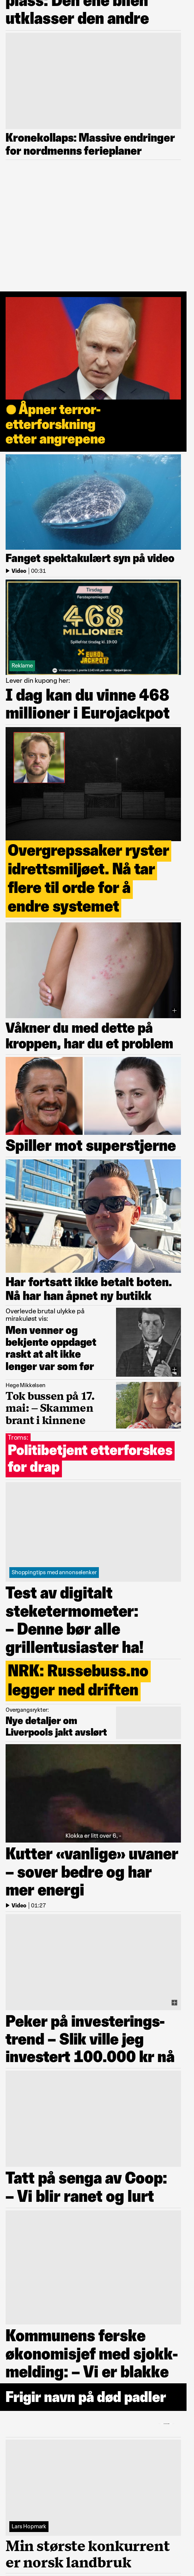 plass: Den ene bilen
utklasser den andre
Kronekollaps: Massive endringer
for nordmenns ferieplaner
Åpner terror-
etterforskning
etter angrepene
Fanget spektakulært syn på video
Video | 00:31
Tirsdag
468
MILLIONER
EURO
JACKPOT
Reklame
Lever din kupong her:
I dag kan du vinne 468
millioner i Eurojackpot
Overgrepssaker ryster
idrettsmiljøet. Nå tar
flere til orde for å
endre systemet
Våkner du med dette på
kroppen, har du et problem
Spiller mot superstjerne
Har fortsatt ikke betalt boten.
Nå har han åpnet ny butikk
Overlevde brutal ulykke på
mirakuløst vis:
Men venner og
bekjente oppdaget
raskt at alt ikke
lenger var som før
Hege Mikkelsen
Tok bussen på 17.
mai: – Skammen
brant i kinnene
Troms:
Politibetjent etterforskes
for drap
Shoppingtips med annonselenker
Test av digitalt
steketermometer:
– Denne bør alle
grillentusiaster ha!
NRK: Russebuss.no
legger ned driften
Overgangsrykter:
Nye detaljer om
Liverpools jakt avslørt
Klokka er litt over 6, -
Kutter «vanlige» uvaner
– sover bedre og har
mer energi
Video | 01:27
Peker på investerings-
trend – Slik ville jeg
investert 100.000 kr nå
Tatt på senga av Coop:
– Vi blir ranet og lurt
Kommunens ferske
økonomisjef med sjokk-
melding: – Vi er blakke
Frigir navn på død padler
Lars Hopmark
Min største konkurrent
er norsk landbruk